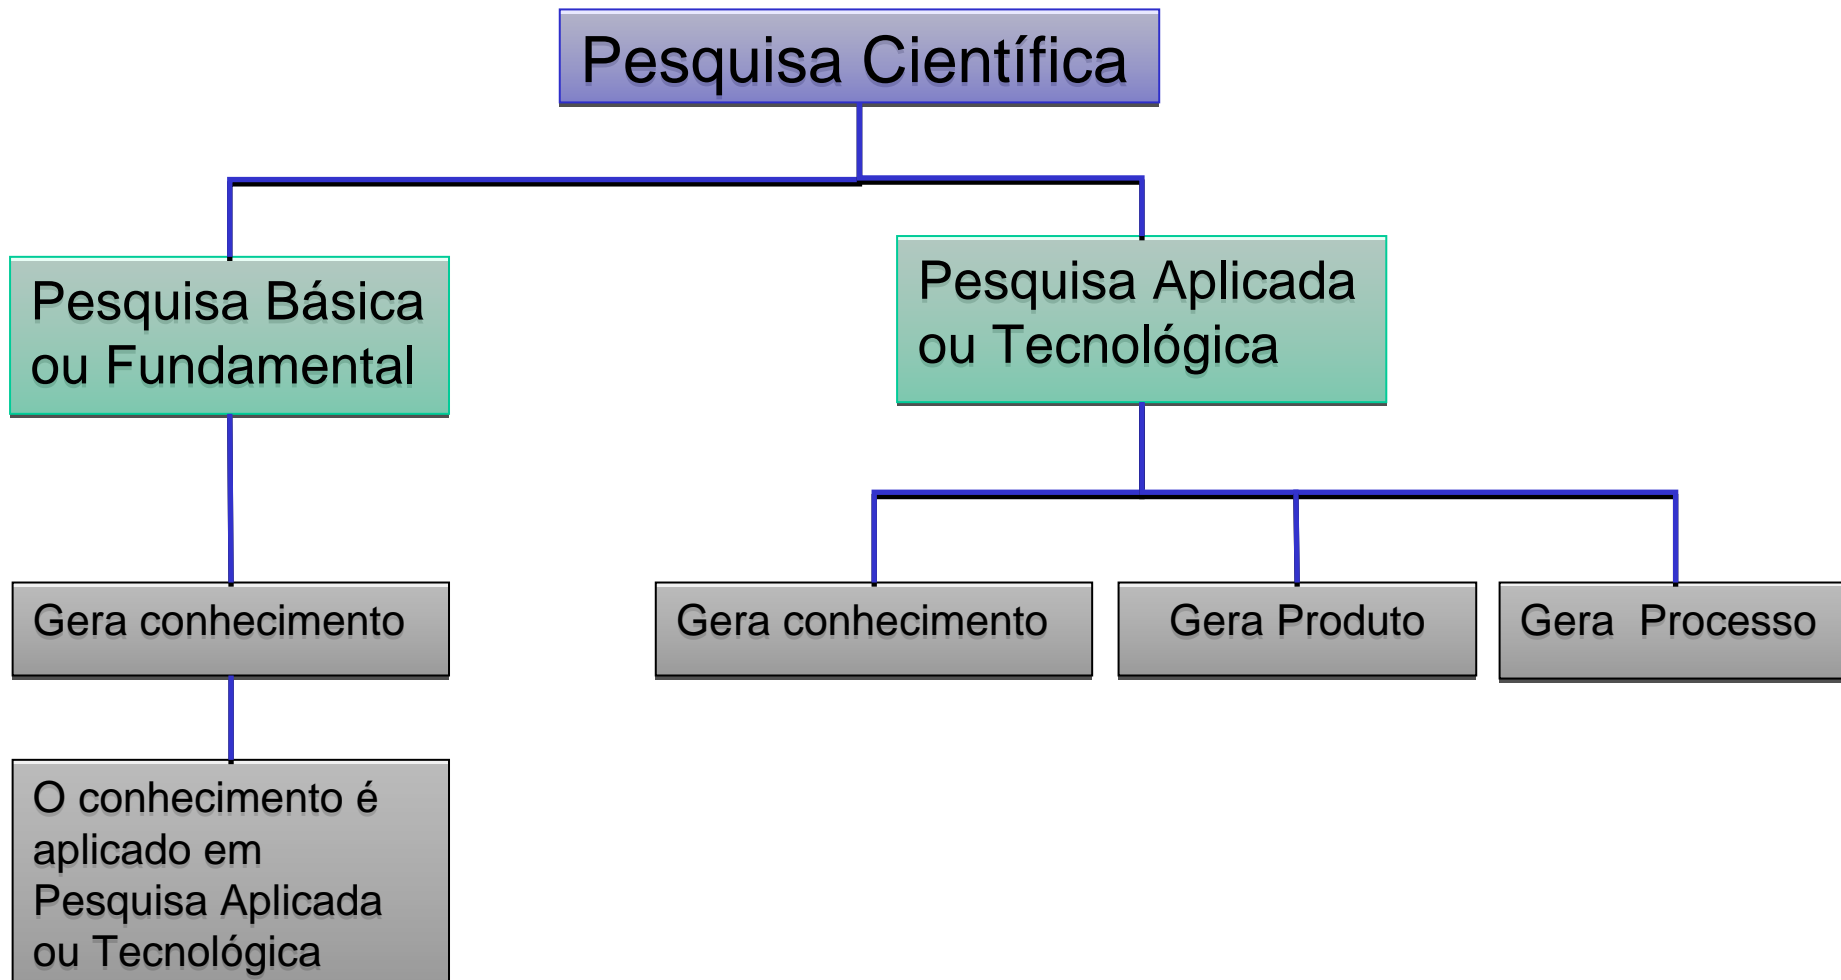 Pesquisa Científica
Pesquisa Básica
ou Fundamental
Pesquisa Aplicada
ou Tecnológica
Gera conhecimento
Gera conhecimento
Gera Produto
Gera Processo
O conhecimento é
aplicado em
Pesquisa Aplicada
ou Tecnológica